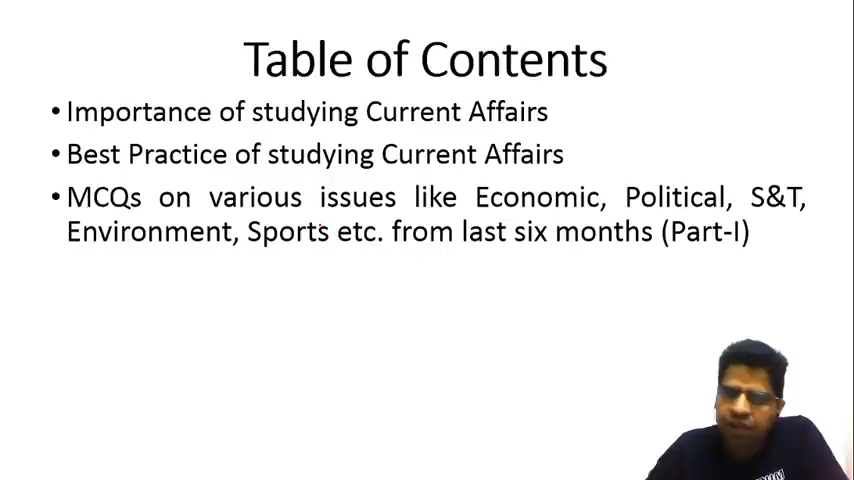 Table of Contents
• Importance of studying Current Affairs
• Best Practice of studying Current Affairs
• MCQs on various issues like Economic, Political, S&T,
Environment, Sports etc. from last six months (Part-I)